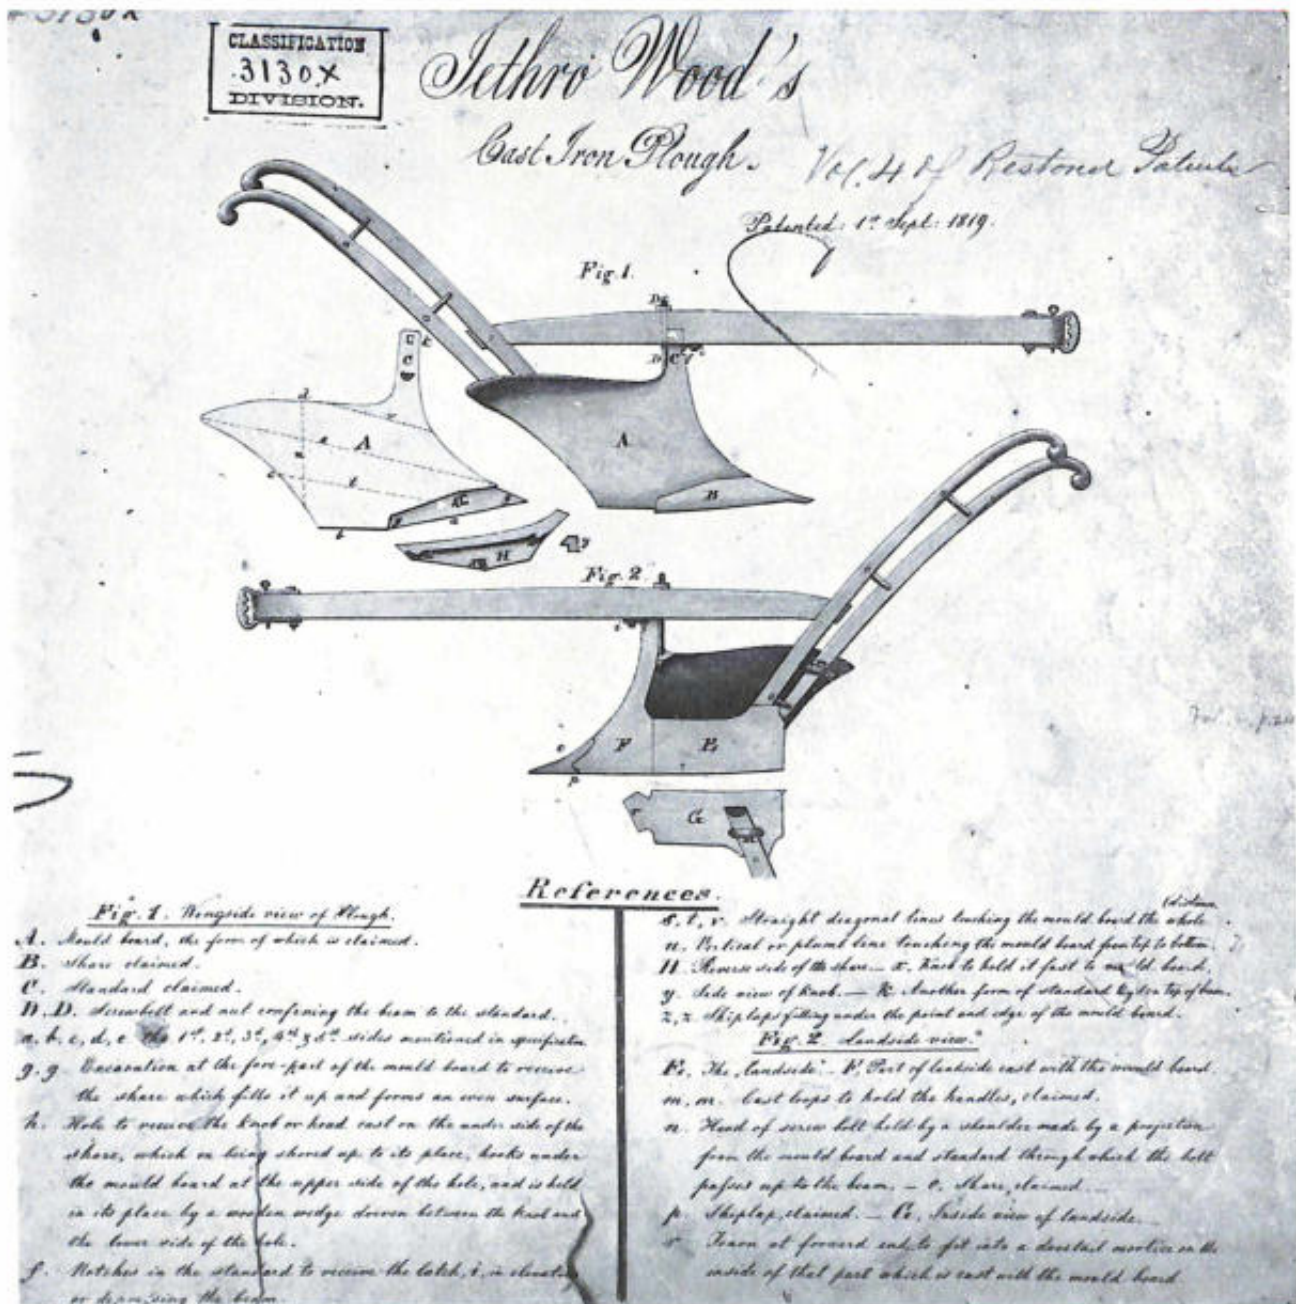 3130X
CLASSIFICATION
3130X
DIVISION.
Jethro Wood's
Cast Iron Plough.
Vol. 4 of Restored Patents
Patented: 1st Sept: 1819.
Fig. 1.
Fig. 2
References.
Fig. 1. Wingside view of Plough.
A. Mould board, the form of which is claimed.
B. Share claimed.
C. Standard claimed.
D, D. Screwbolt and nut confining the beam to the standard.
a, b, c, d, e the 1st, 2d, 3d, 4th & 5th sides mentioned in specification
g. g. Excavation at the fore-part of the mould board to receive
the share which fills it up and forms an even surface.
h. Hole to receive the knob or head cast on the under side of the
share, which on being shoved up to its place, hooks under
the mould board at the upper side of the hole, and is held
in its place by a wooden wedge driven between the knob and
the lower side of the hole.
f. Notches in the standard to receive the latch, i, in elevating
or depressing the beam.
(distance
s, t, v. Straight diagonal lines touching the mould board the whole
u. Vertical or plumb line touching the mould board from top to bottom.
H. Reverse side of the share — x. Knob to hold it fast to mould board.
y. Side view of knob. — K. Another form of standard top of beam.
z, z. Shiplaps filling under the point and edge of the mould board.
Fig. 2 Landside view.
E. The "landside". F. Part of landside cast with the mould board.
m, m. Cast loops to hold the handles, claimed.
n. Head of screw bolt held by a shoulder made by a projection
from the mould board and standard through which the bolt
passes up to the beam. — o. Share, claimed.
p. Shiplap, claimed. — G. Inside view of landside.
r Tenon at forward end, to fit into a dovetail mortice on the
inside of that part which is cast with the mould board